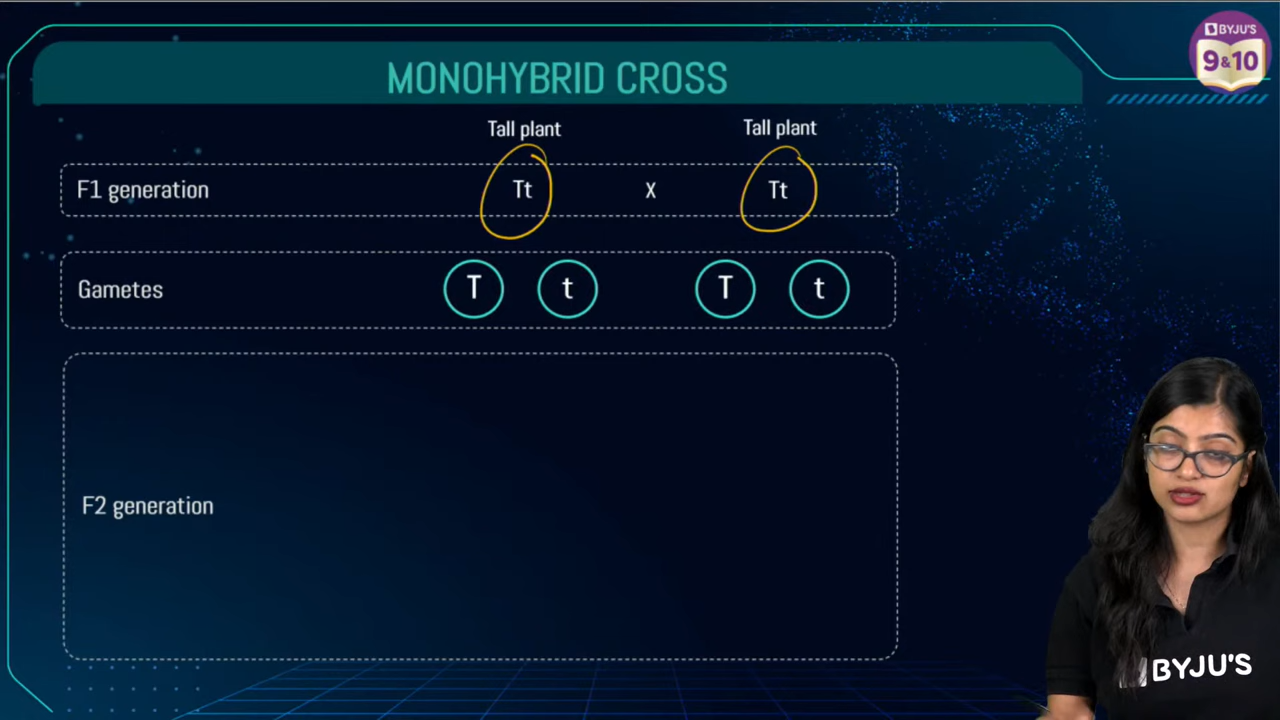 MONOHYBRID CROSS
BYJU'S
9&10
Tall plant Tall plant
F1 generation Tt x Tt
Gametes T t T t
F2 generation
BYJU'S